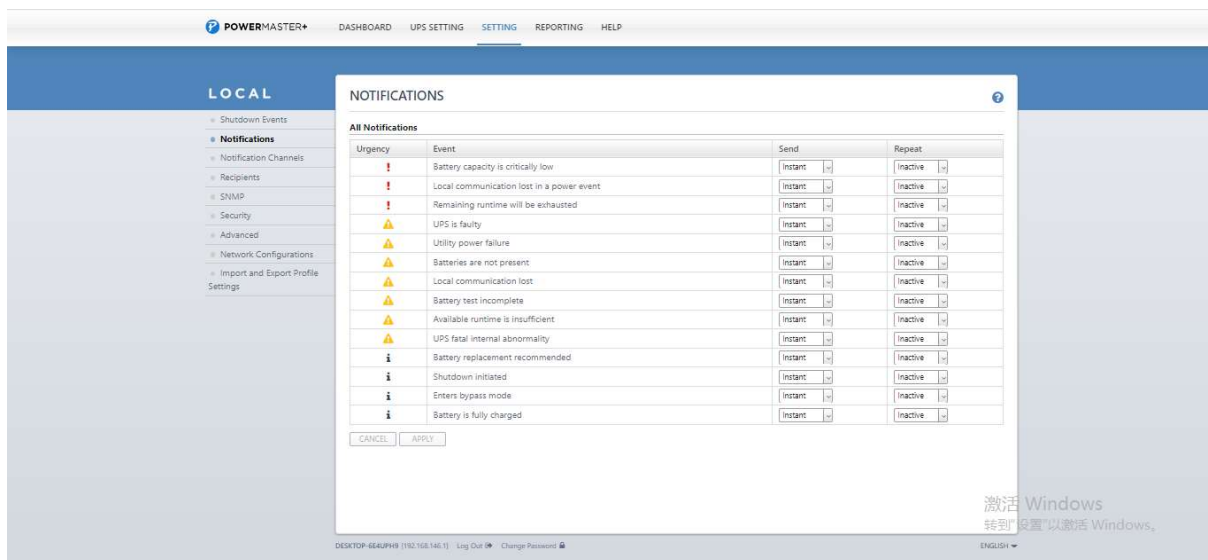 POWERMASTER+ DASHBOARD UPS SETTING SETTING REPORTING HELP
LOCAL
Shutdown Events
Notifications
Notification Channels
Recipients
SNMP
Security
Advanced
Network Configurations
Import and Export Profile
Settings
NOTIFICATIONS
All Notifications
Urgency Event Send Repeat
Battery capacity is critically low Instant Inactive
Local communication lost in a power event Instant Inactive
Remaining runtime will be exhausted Instant Inactive
UPS is faulty Instant Inactive
Utility power failure Instant Inactive
Batteries are not present Instant Inactive
Local communication lost Instant Inactive
Battery test incomplete Instant Inactive
Available runtime is insufficient Instant Inactive
UPS fatal internal abnormality Instant Inactive
Battery replacement recommended Instant Inactive
Shutdown initiated Instant Inactive
Enters bypass mode Instant Inactive
Battery is fully charged Instant Inactive
CANCEL APPLY
激活 Windows
转到"设置"以激活 Windows。
DESKTOP-6E4UPH9 [192.168.146.1] Log Out Change Password ENGLISH